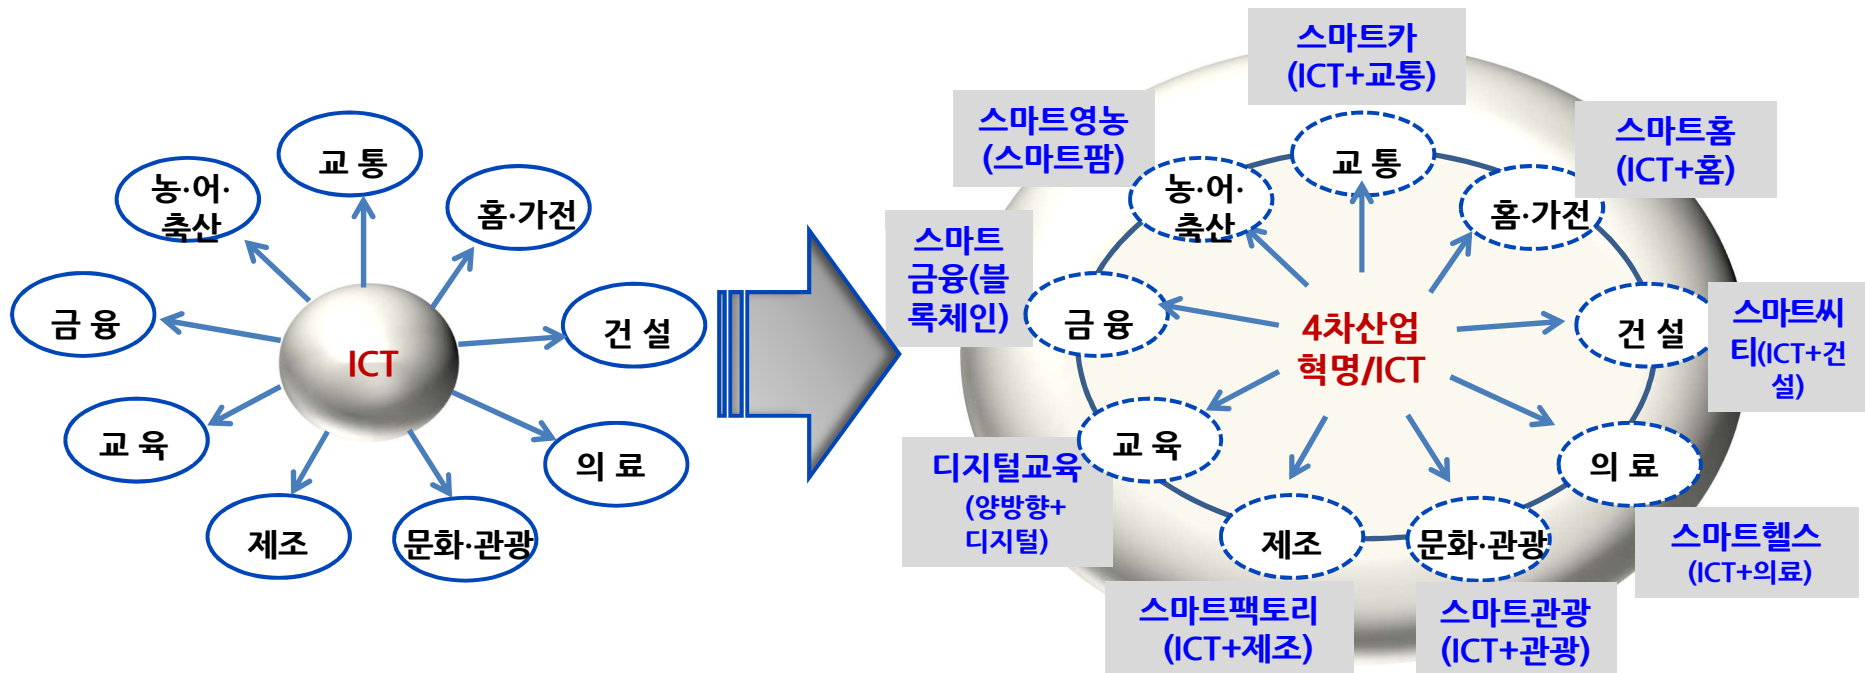 교 통
농·어·
축산
홈·가전
금 융
건 설
ICT
교 육
의 료
제조
문화·관광
스마트카
(ICT+교통)
스마트영농
(스마트팜)
스마트홈
(ICT+홈)
교 통
농·어·
축산
홈·가전
스마트
금융(블
록체인)
금 융
4차산업
혁명/ICT
건 설
스마트씨
티(ICT+건
설)
디지털교육
(양방향+
디지털)
교 육
의 료
제조
문화·관광
스마트헬스
(ICT+의료)
스마트팩토리
(ICT+제조)
스마트관광
(ICT+관광)